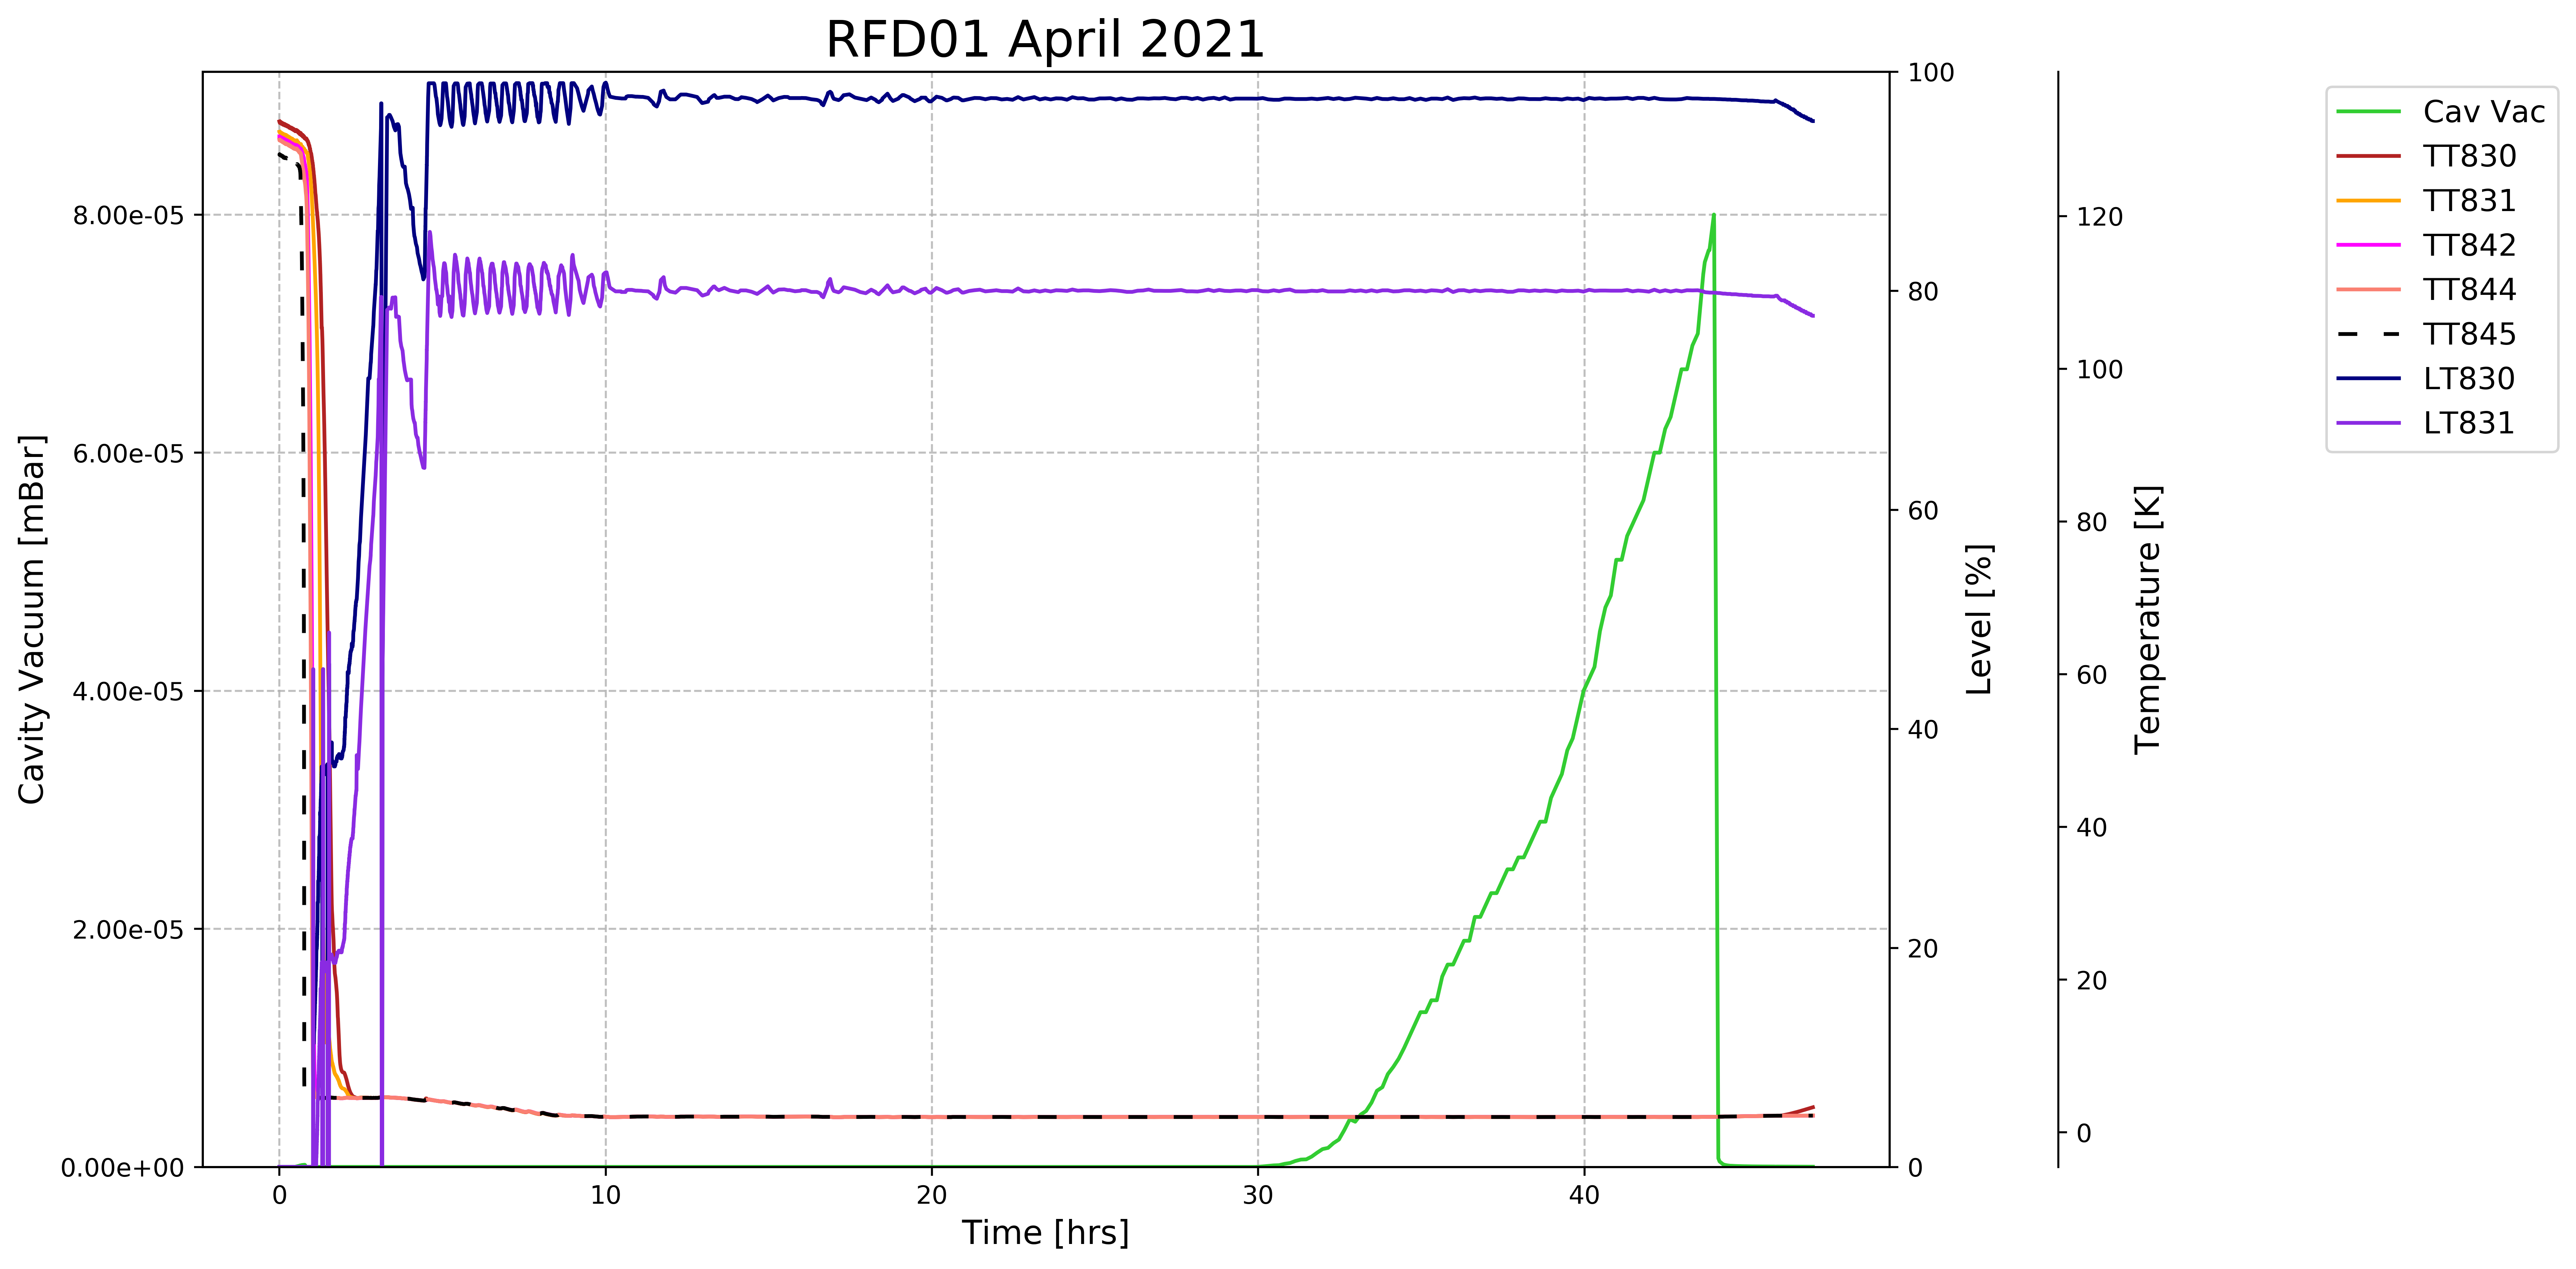 RFD01 April 2021
Cavity Vacuum [mBar]
8.00e-05
6.00e-05
4.00e-05
2.00e-05
0.00e+00
0
10
20
30
40
Time [hrs]
100
80
60
40
20
0
Level [%]
120
100
80
60
40
20
0
Temperature [K]
Cav Vac
TT830
TT831
TT842
TT844
TT845
LT830
LT831